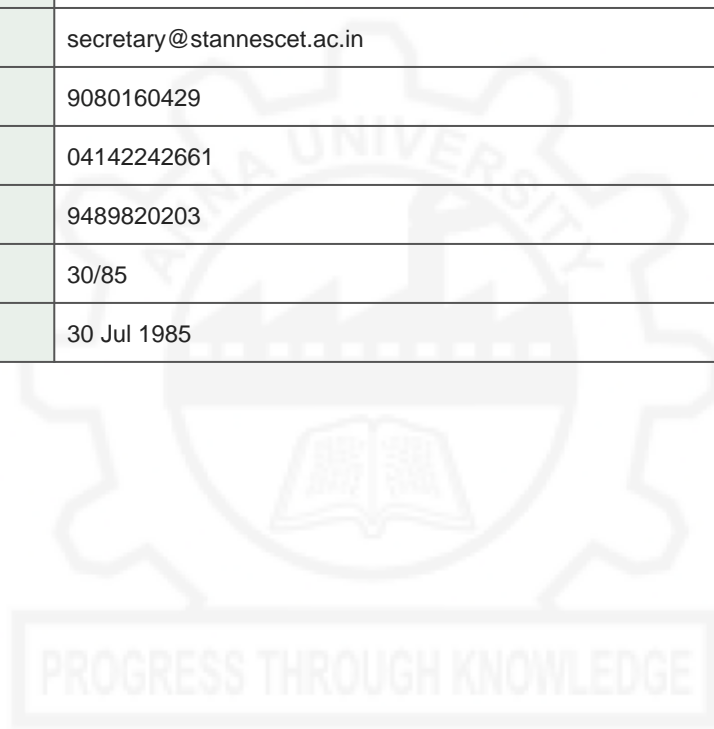 secretary@stannescet.ac.in
9080160429
04142242661
9489820203
30/85
30 Jul 1985
ANNA UNIVERSITY
PROGRESS THROUGH KNOWLEDGE